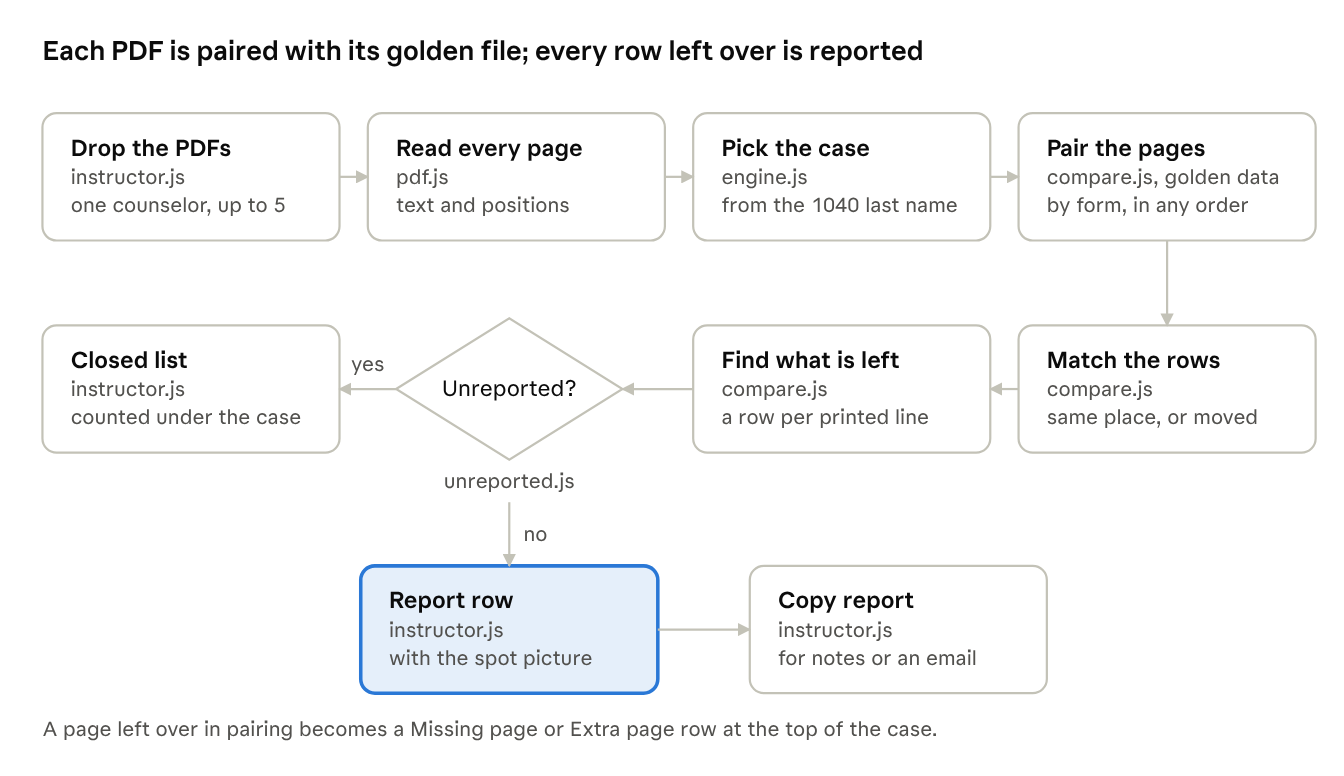 Each PDF is paired with its golden file; every row left over is reported
Drop the PDFs
instructor.js
one counselor, up to 5
Read every page
pdf.js
text and positions
Pick the case
engine.js
from the 1040 last name
Pair the pages
compare.js, golden data
by form, in any order
Closed list
instructor.js
counted under the case
yes
Unreported?
unreported.js
Find what is left
compare.js
a row per printed line
Match the rows
compare.js
same place, or moved
no
Report row
instructor.js
with the spot picture
Copy report
instructor.js
for notes or an email
A page left over in pairing becomes a Missing page or Extra page row at the top of the case.